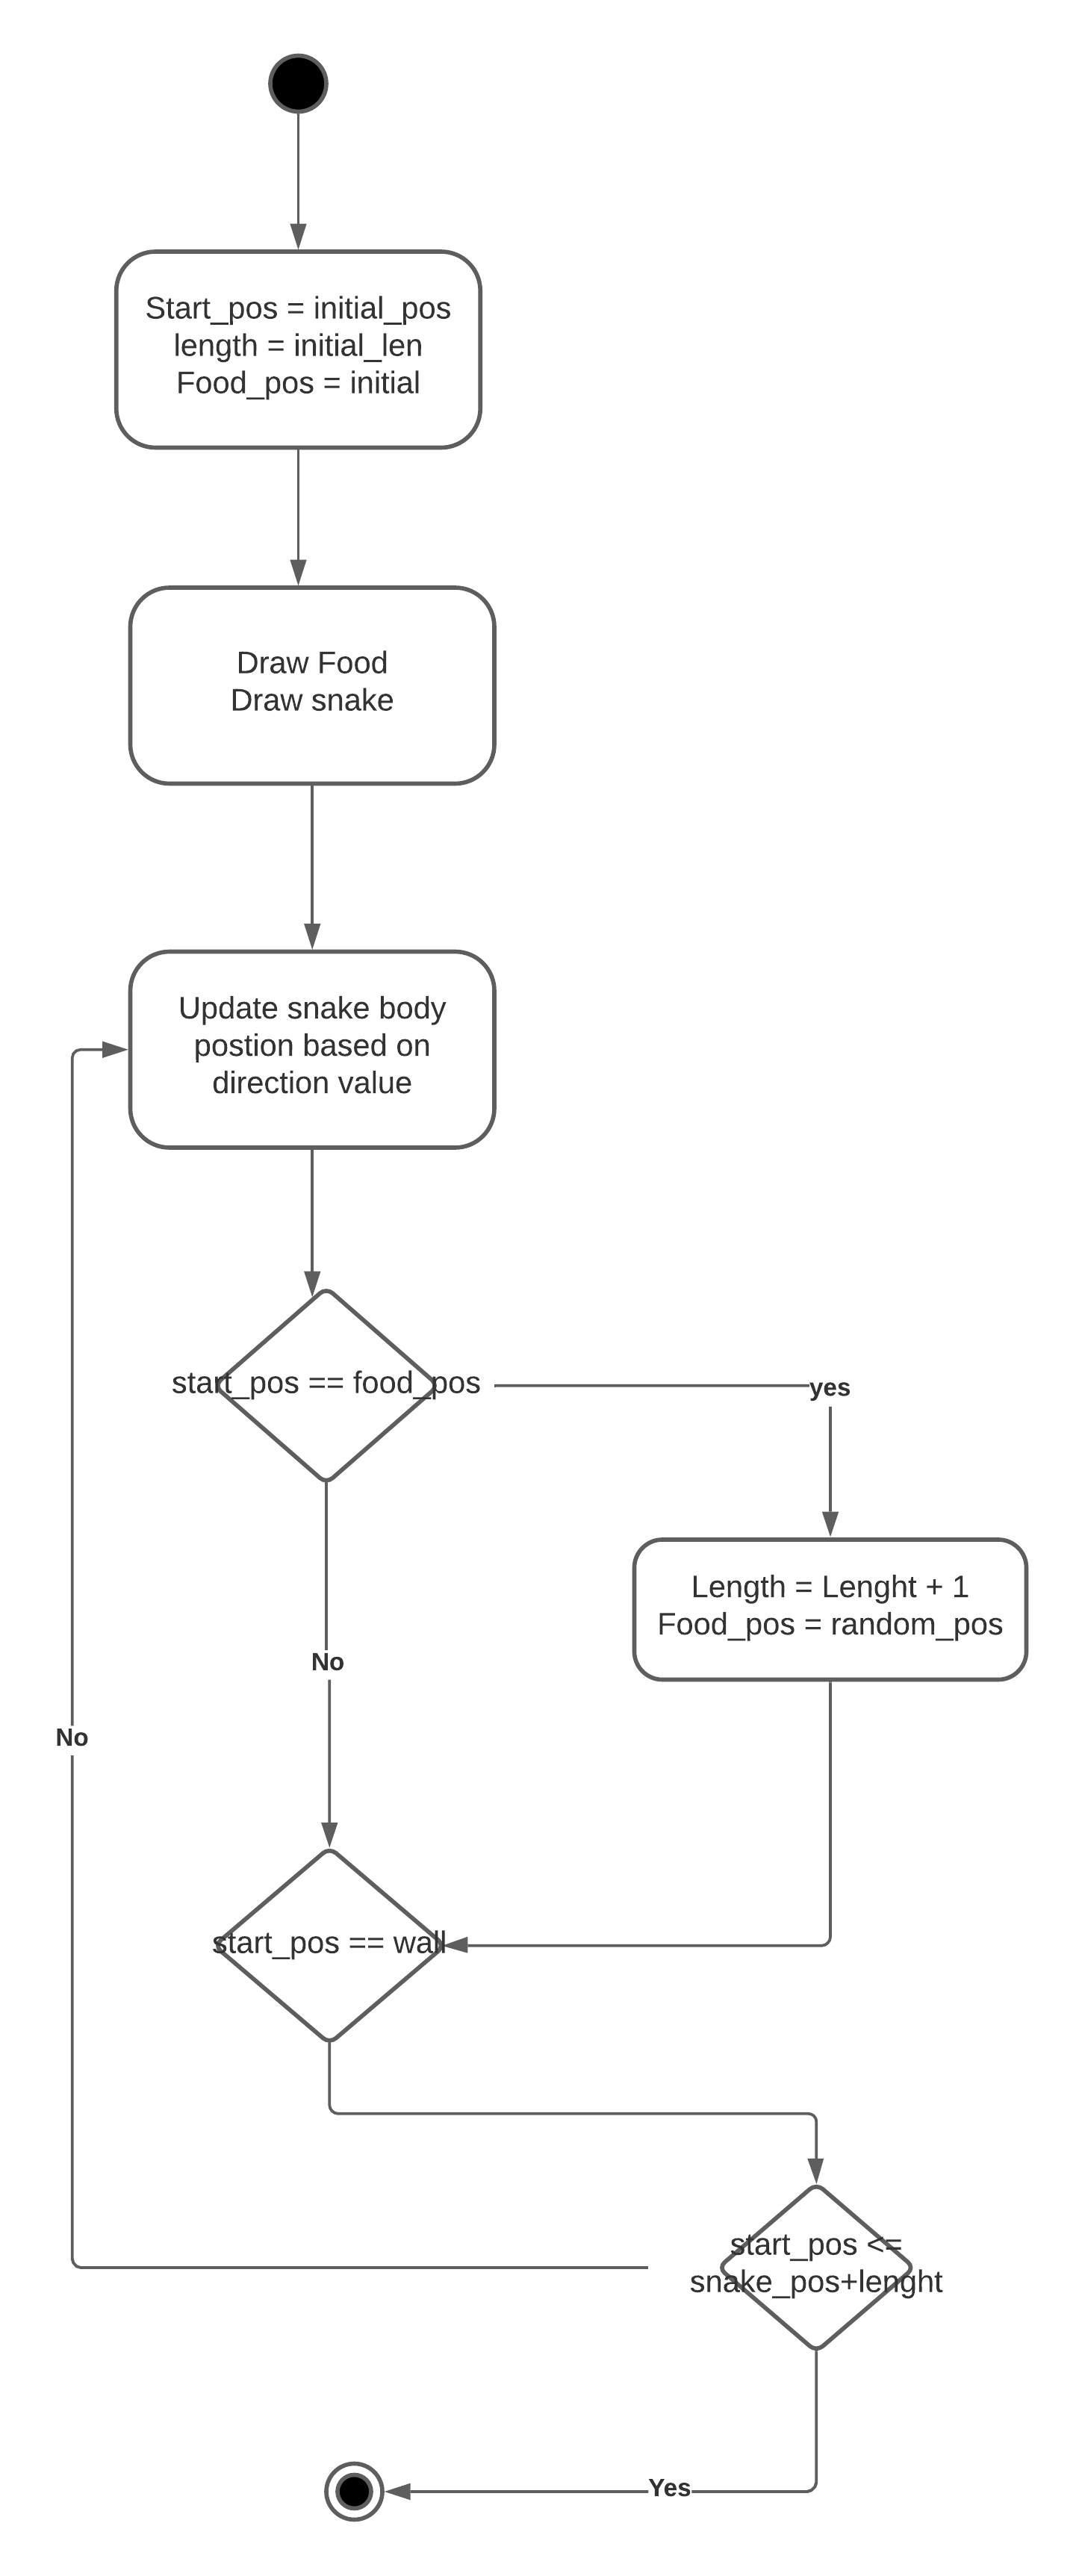 Start_pos = initial_pos
length = initial_len
Food_pos = initial
Draw Food
Draw snake
Update snake body
postion based on
direction value
start_pos == food_pos
yes
Length = Lenght + 1
Food_pos = random_pos
No
No
start_pos == wall
start_pos <=
snake_pos+lenght
Yes